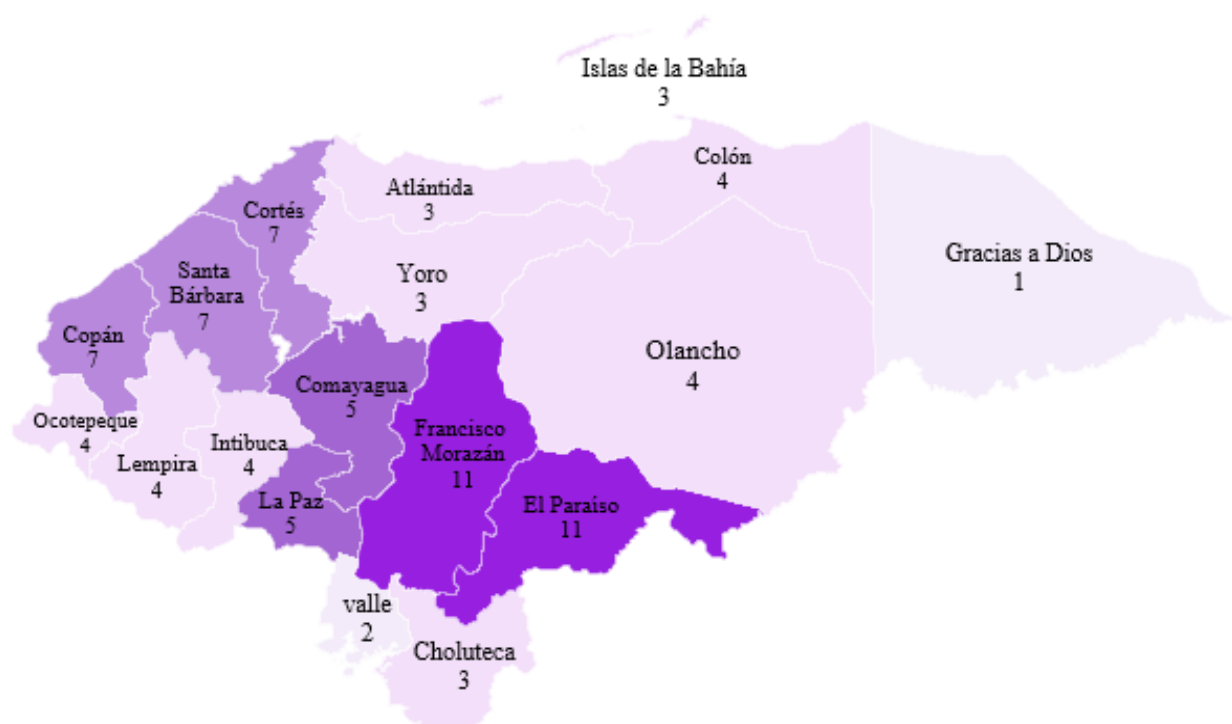 Islas de la Bahía
3
Colón
4
Atlántida
3
Cortés
7
Gracias a Dios
1
Yoro
3
Santa
Bárbara
7
Copán
7
Olancho
4
Comayagua
5
Ocotepeque
4
Francisco
Morazán
11
Intibuca
4
Lempira
4
La Paz
5
El Paraíso
11
valle
2
Choluteca
3